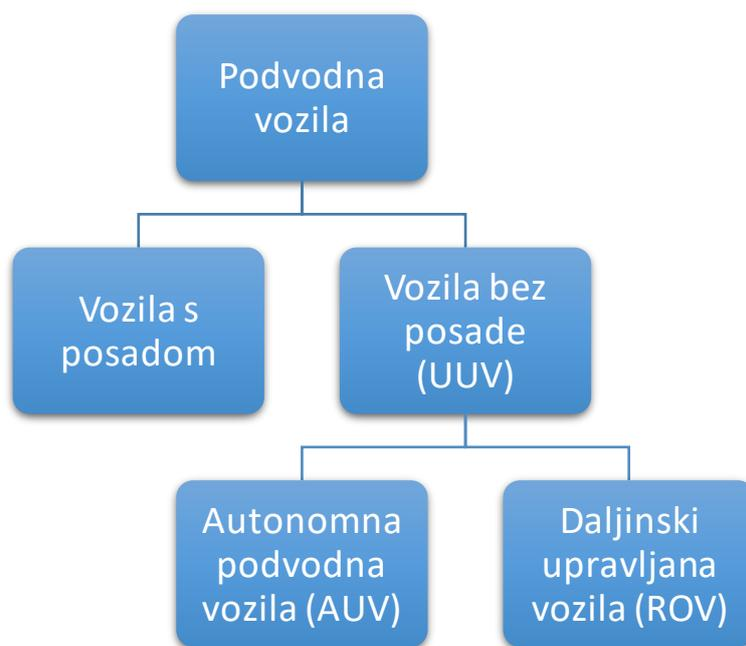 Podvodna
vozila
Vozila s
posadom
Vozila bez
posade
(UUV)
Autonomna
podvodna
vozila (AUV)
Daljinski
upravljana
vozila (ROV)